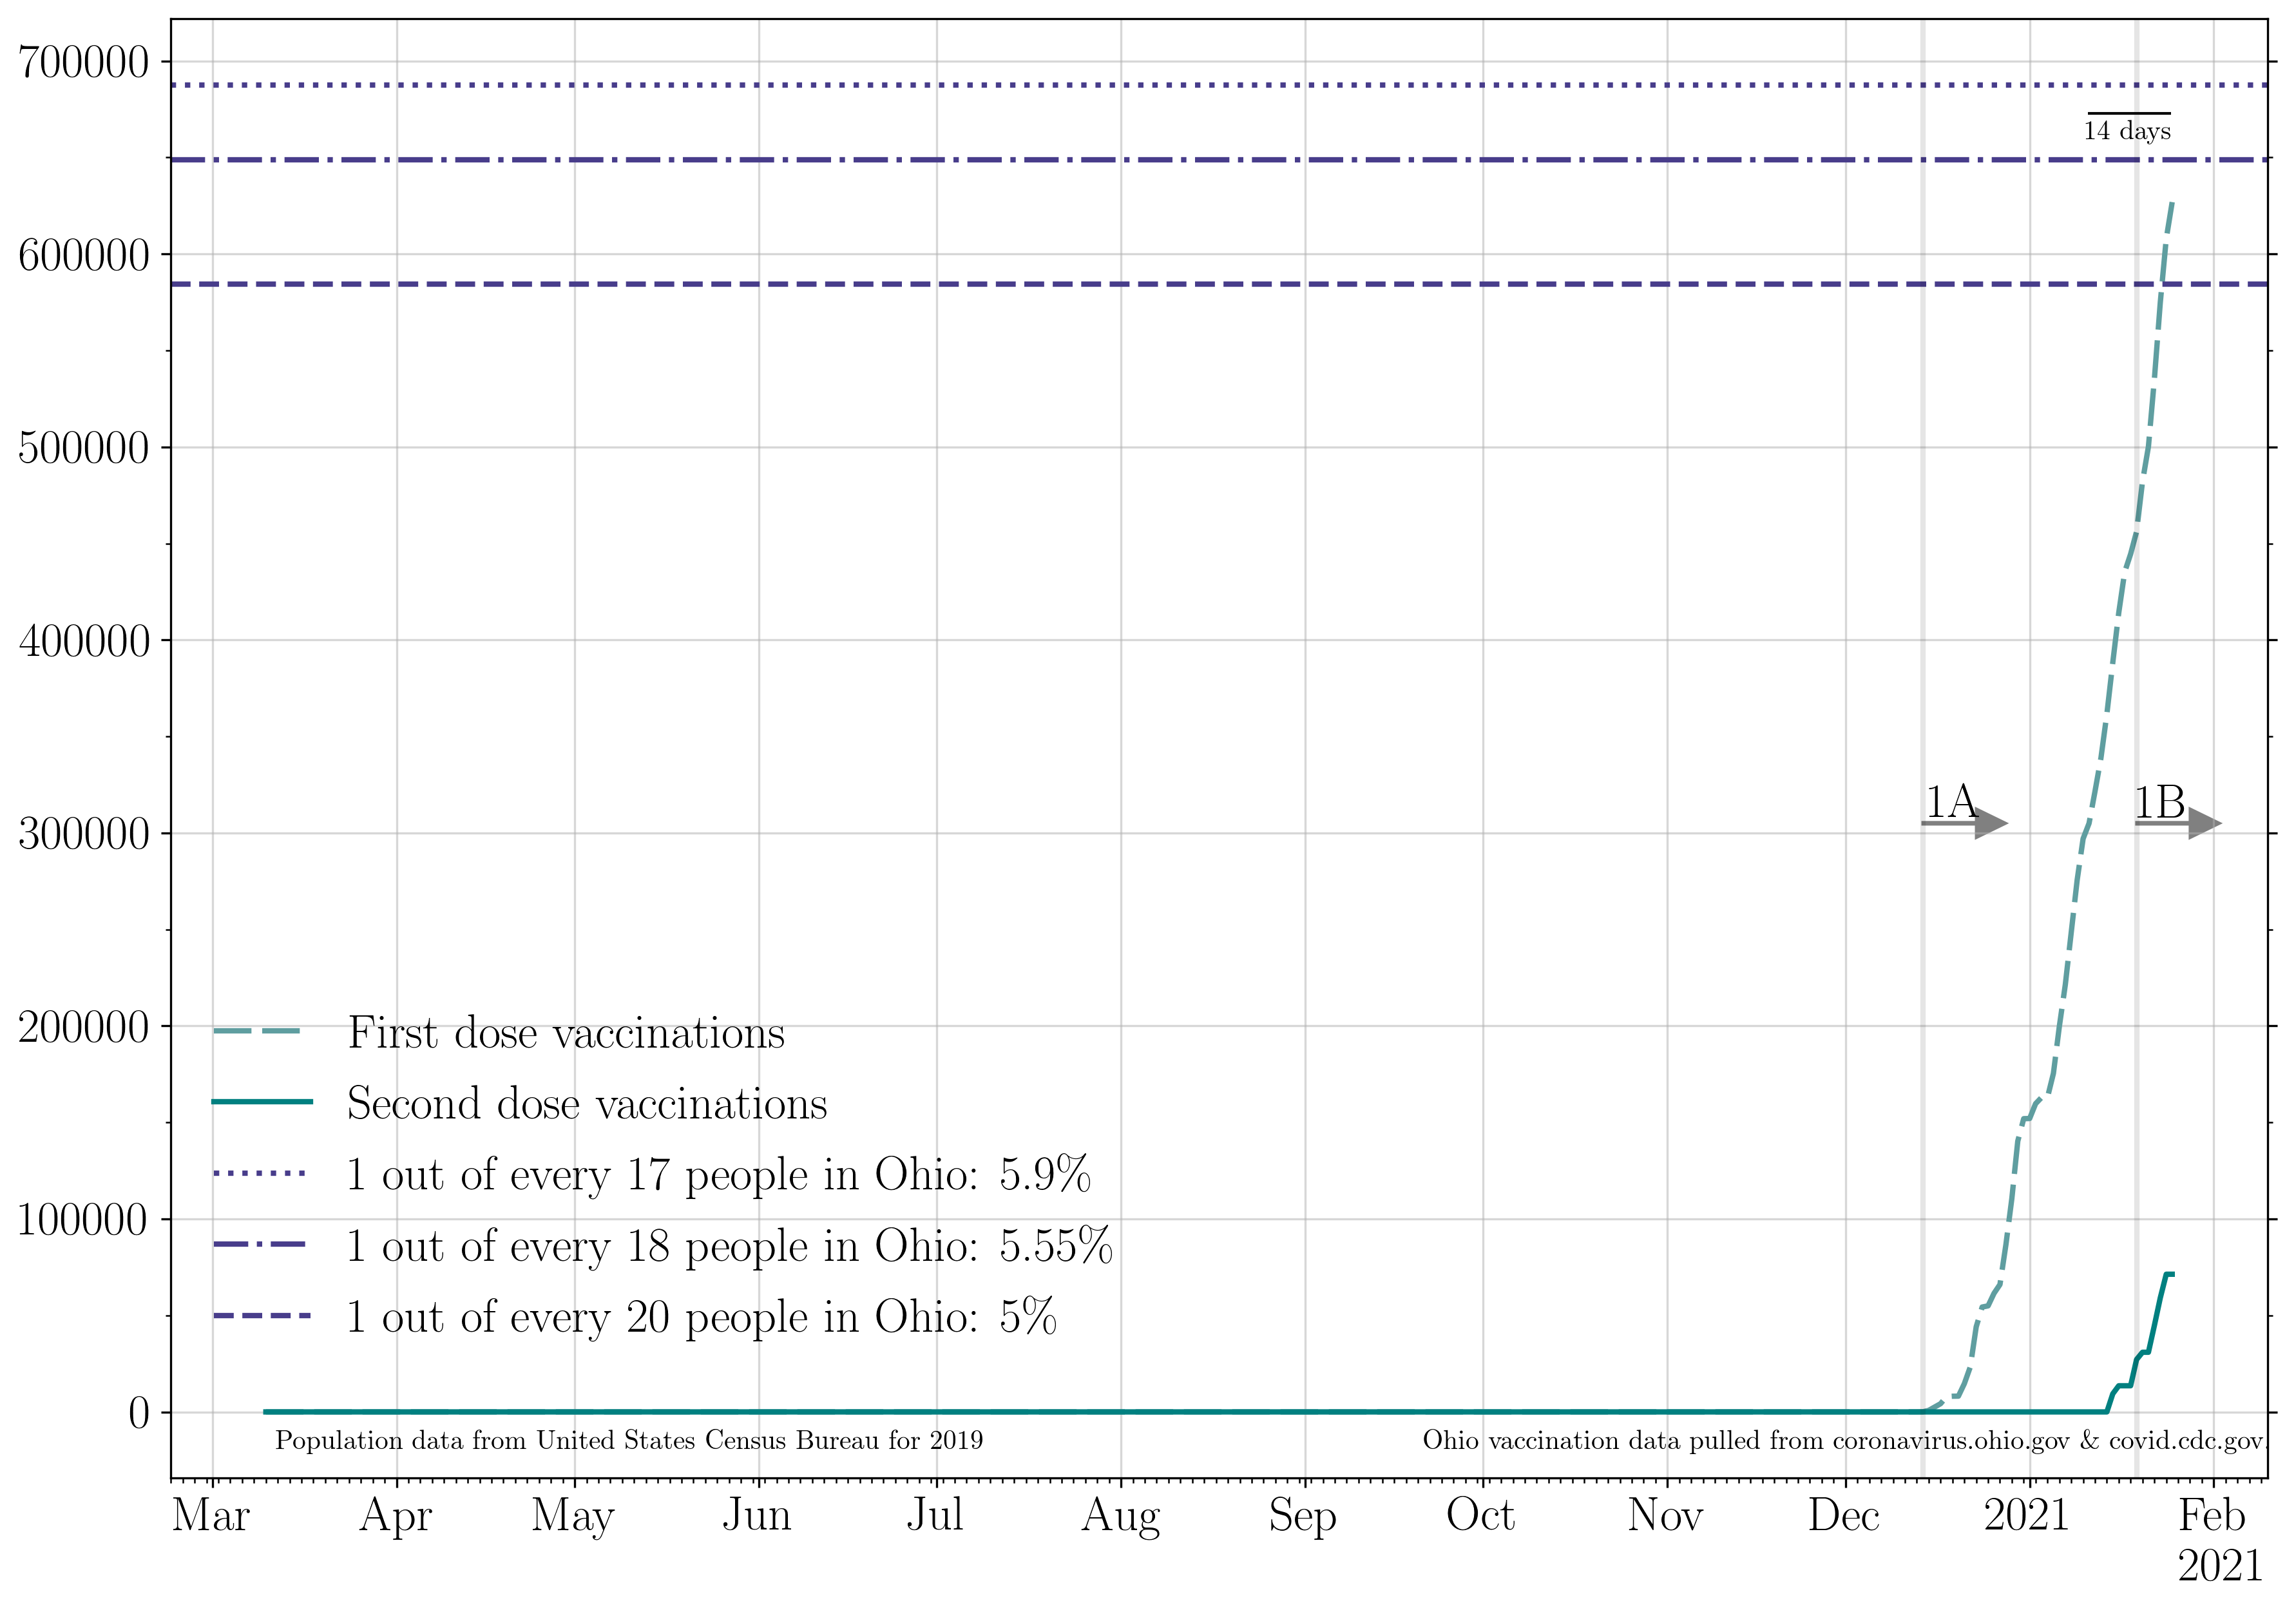 700000
14 days
600000
500000
400000
1A
1B
300000
200000
First dose vaccinations
Second dose vaccinations
1 out of every 17 people in Ohio: 5.9%
100000
1 out of every 18 people in Ohio: 5.55%
1 out of every 20 people in Ohio: 5%
0
Population data from United States Census Bureau for 2019
Ohio vaccination data pulled from coronavirus.ohio.gov & covid.cdc.gov.
Mar Apr May Jun Jul Aug Sep Oct Nov Dec 2021 Feb
2021